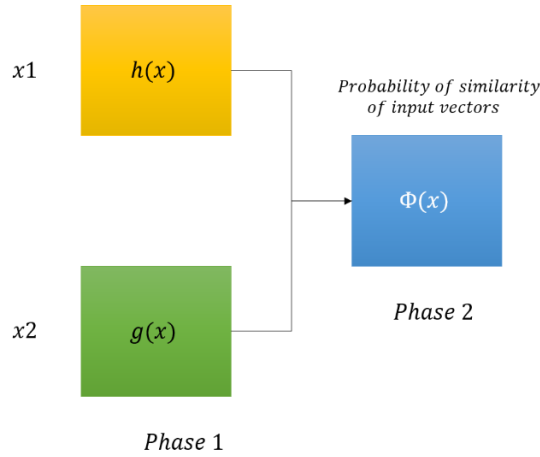 x1
h(x)
Probability of similarity
of input vectors
Φ(x)
x2
g(x)
Phase 2
Phase 1